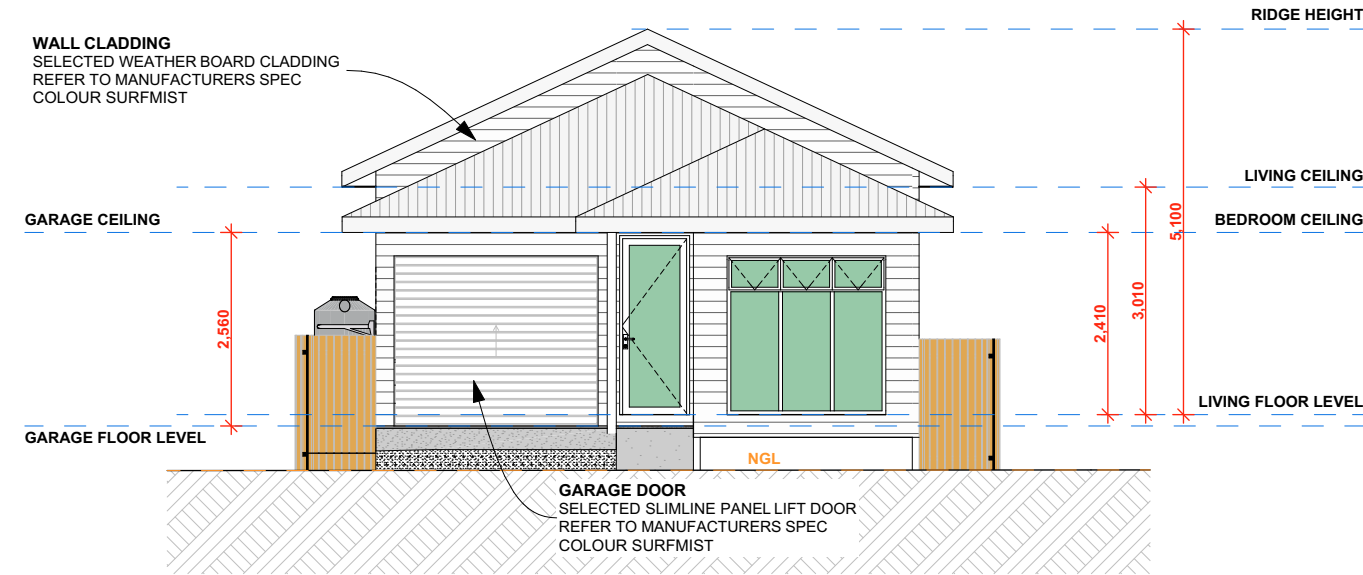 RIDGE HEIGHT
WALL CLADDING
SELECTED WEATHER BOARD CLADDING
REFER TO MANUFACTURERS SPEC
COLOUR SURFMIST
LIVING CEILING
GARAGE CEILING
BEDROOM CEILING
5,100
2,560
2,410
3,010
LIVING FLOOR LEVEL
GARAGE FLOOR LEVEL
NGL
GARAGE DOOR
SELECTED SLIMLINE PANEL LIFT DOOR
REFER TO MANUFACTURERS SPEC
COLOUR SURFMIST